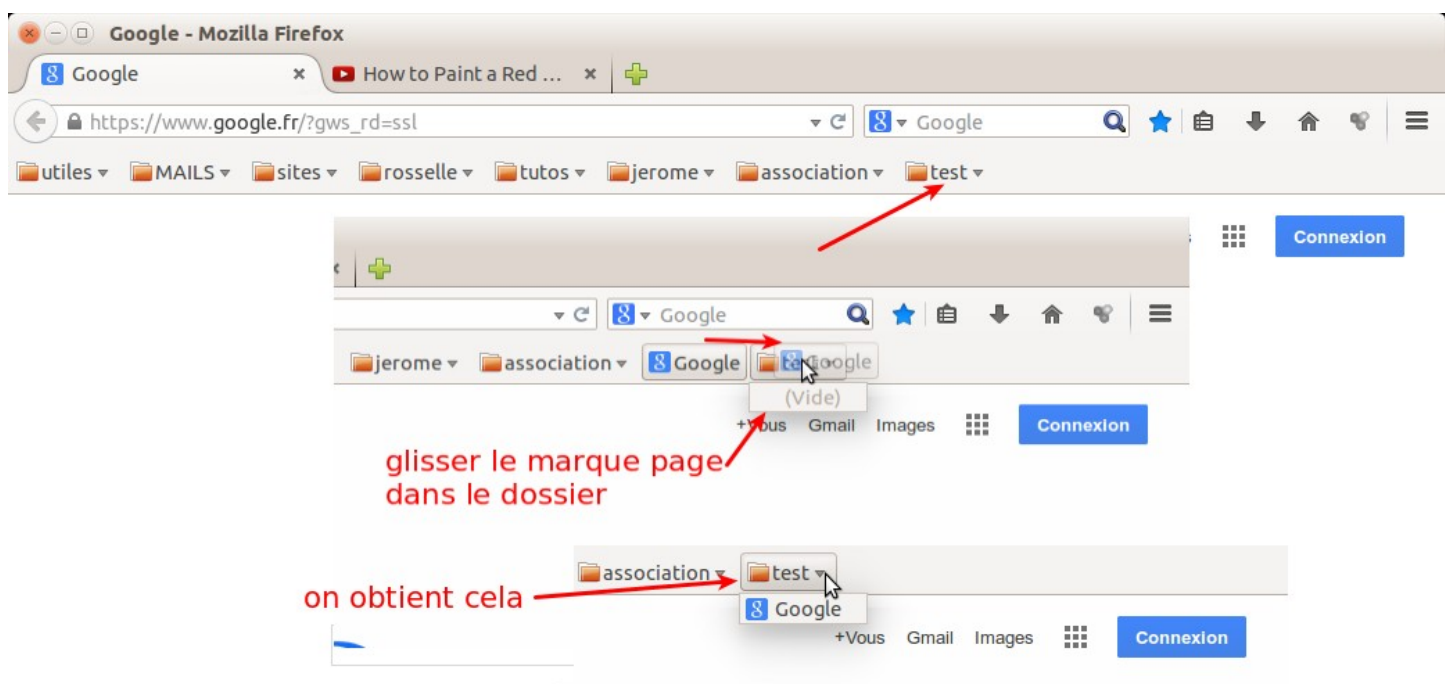 Google - Mozilla Firefox
Google
How to Paint a Red ...
https://www.google.fr/?gws_rd=ssl
Google
utiles MAILS sites rosselle tutos jerome association test
Connexion
Google
jerome association Google Google
(Vide)
+Vous Gmail Images Connexion
glisser le marque page
dans le dossier
association test
on obtient cela
Google
+Vous Gmail Images Connexion